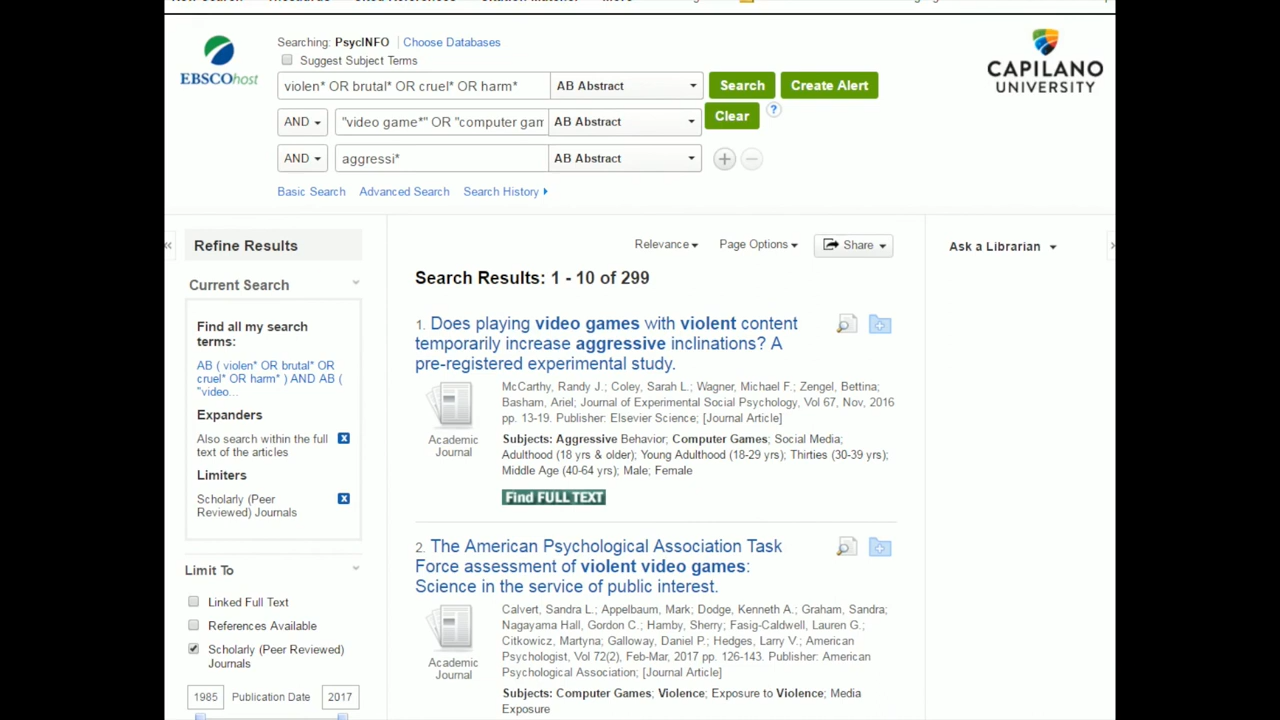 Searching: PsycINFO | Choose Databases
Suggest Subject Terms
EBSCOhost
violen* OR brutal* OR cruel* OR harm* AB Abstract Search Create Alert
AND "video game*" OR "computer gam AB Abstract Clear ?
AND aggressi* AB Abstract
Basic Search Advanced Search Search History
CAPILANO
UNIVERSITY
Refine Results
Current Search
Find all my search
terms:
AB ( violen* OR brutal* OR
cruel* OR harm* ) AND AB (
"video...
Expanders
Also search within the full
text of the articles
Limiters
Scholarly (Peer
Reviewed) Journals
Limit To
Linked Full Text
References Available
Scholarly (Peer Reviewed)
Journals
1985 Publication Date 2017
Relevance Page Options Share
Search Results: 1 - 10 of 299
1. Does playing video games with violent content
temporarily increase aggressive inclinations? A
pre-registered experimental study.
Academic
Journal
McCarthy, Randy J.; Coley, Sarah L.; Wagner, Michael F.; Zengel, Bettina;
Basham, Ariel; Journal of Experimental Social Psychology, Vol 67, Nov, 2016
pp. 13-19. Publisher: Elsevier Science; [Journal Article]
Subjects: Aggressive Behavior; Computer Games; Social Media;
Adulthood (18 yrs & older); Young Adulthood (18-29 yrs); Thirties (30-39 yrs);
Middle Age (40-64 yrs); Male; Female
Find FULL TEXT
2. The American Psychological Association Task
Force assessment of violent video games:
Science in the service of public interest.
Academic
Journal
Calvert, Sandra L.; Appelbaum, Mark; Dodge, Kenneth A.; Graham, Sandra;
Nagayama Hall, Gordon C.; Hamby, Sherry; Fasig-Caldwell, Lauren G.;
Citkowicz, Martyna; Galloway, Daniel P.; Hedges, Larry V.; American
Psychologist, Vol 72(2), Feb-Mar, 2017 pp. 126-143. Publisher: American
Psychological Association; [Journal Article]
Subjects: Computer Games; Violence; Exposure to Violence; Media
Exposure
Ask a Librarian